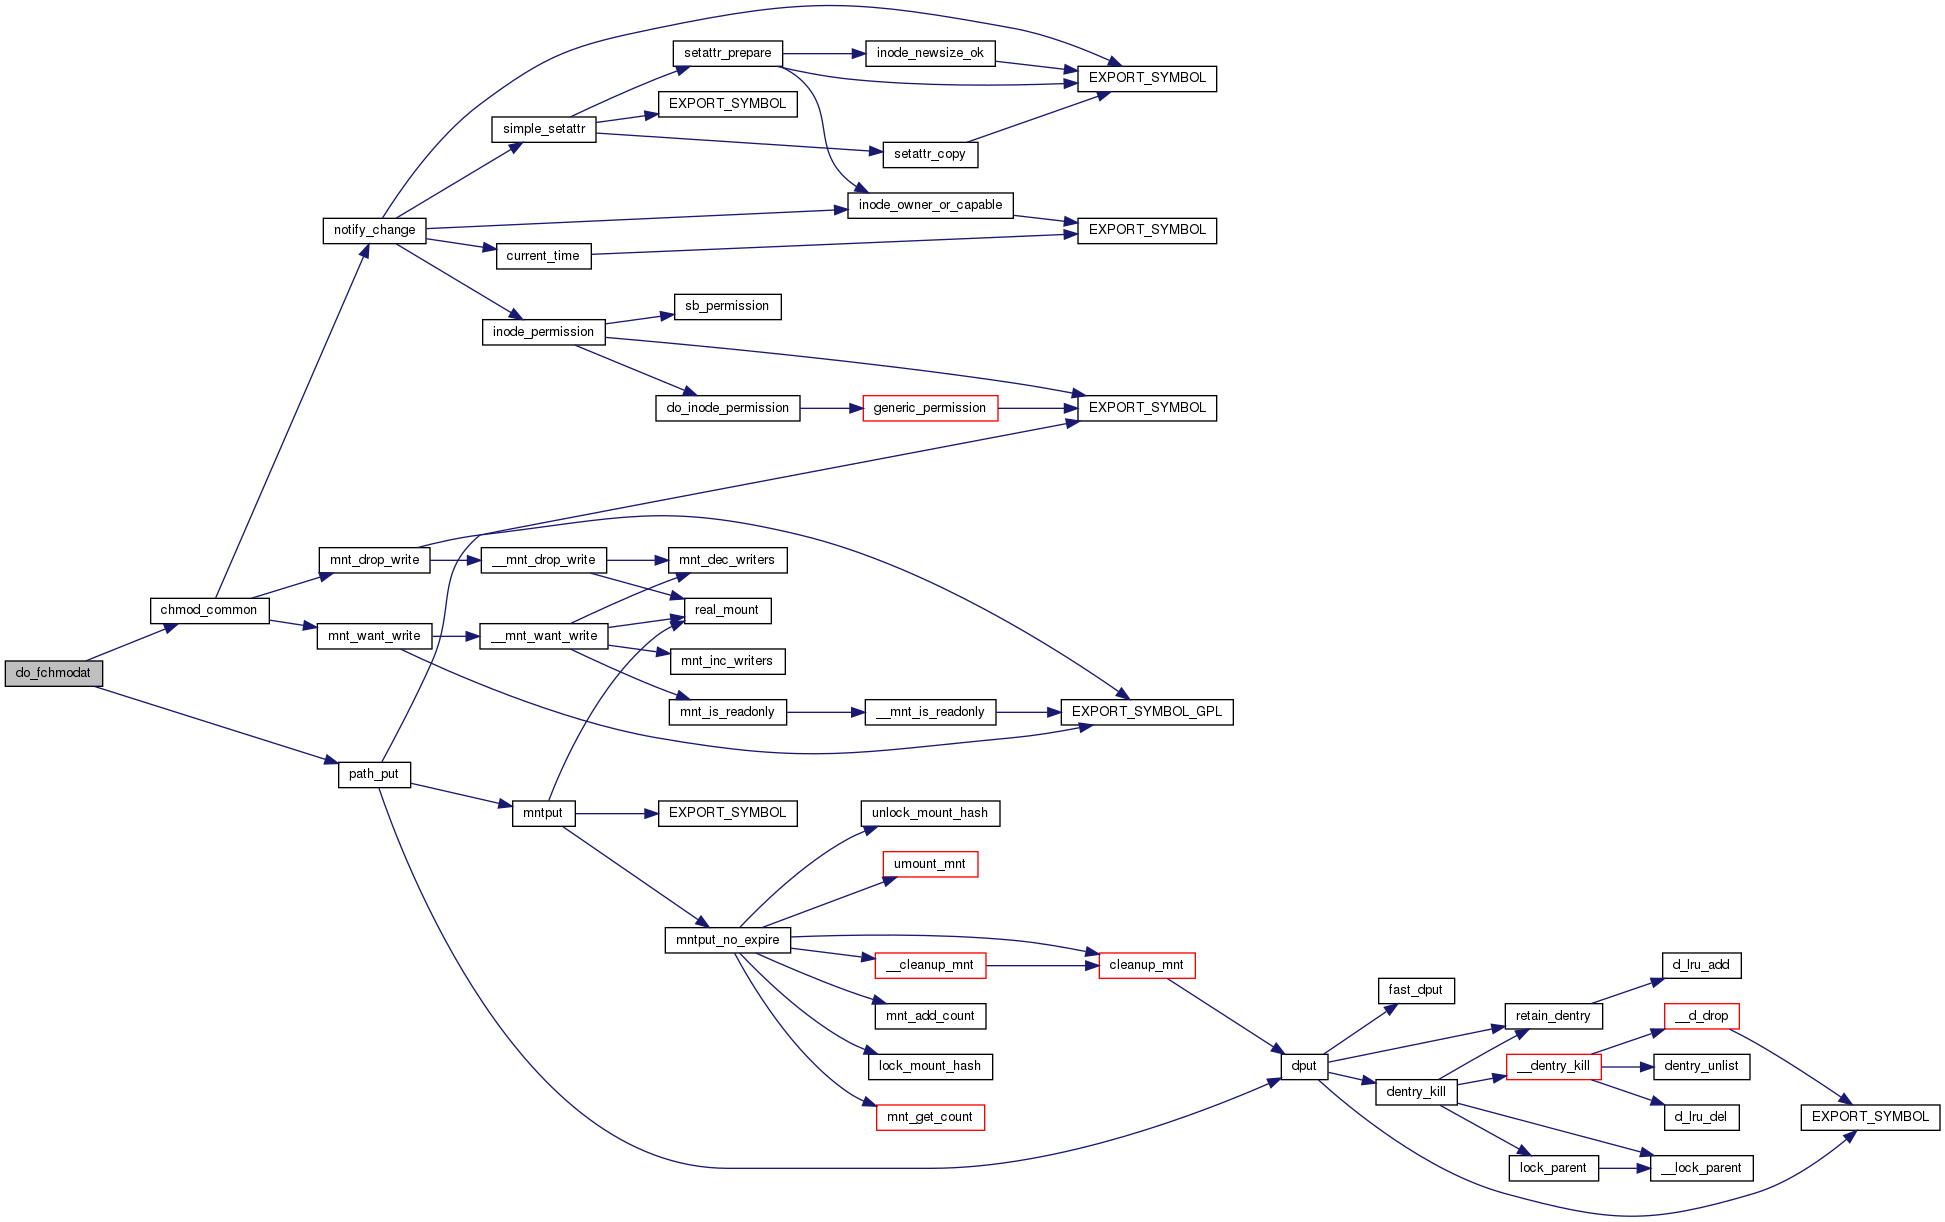 setattr_prepare
inode_newsize_ok
EXPORT_SYMBOL
EXPORT_SYMBOL
simple_setattr
setattr_copy
inode_owner_or_capable
notify_change
EXPORT_SYMBOL
current_time
sb_permission
inode_permission
do_inode_permission
generic_permission
EXPORT_SYMBOL
mnt_drop_write
__mnt_drop_write
mnt_dec_writers
chmod_common
real_mount
mnt_want_write
__mnt_want_write
mnt_inc_writers
do_fchmodat
mnt_is_readonly
__mnt_is_readonly
EXPORT_SYMBOL_GPL
path_put
mntput
EXPORT_SYMBOL
unlock_mount_hash
umount_mnt
mntput_no_expire
__cleanup_mnt
cleanup_mnt
d_lru_add
fast_dput
mnt_add_count
retain_dentry
__d_drop
lock_mount_hash
dput
__dentry_kill
dentry_unlist
dentry_kill
mnt_get_count
d_lru_del
EXPORT_SYMBOL
lock_parent
__lock_parent